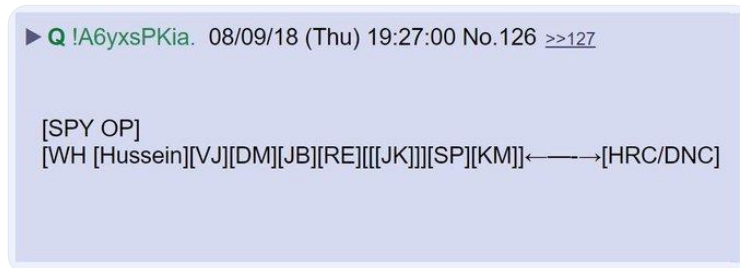 ▶ Q !A6yxsPKia. 08/09/18 (Thu) 19:27:00 No.126 >>127
[SPY OP]
[WH [Hussein][VJ][DM][JB][RE][[[JK]]][SP][KM]]←—-→[HRC/DNC]